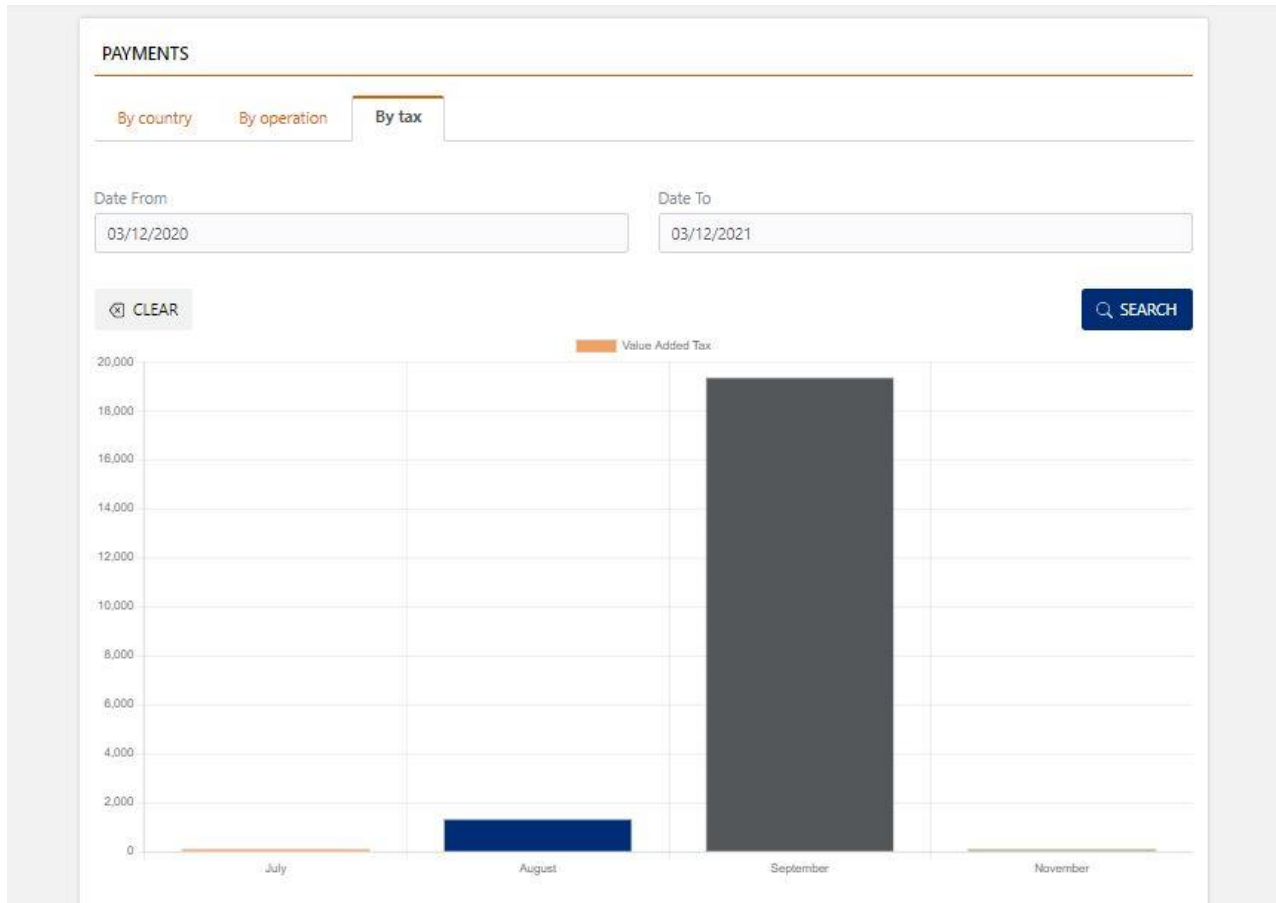 PAYMENTS
By country By operation By tax
Date From Date To
03/12/2020 03/12/2021
CLEAR SEARCH
Value Added Tax
20,000
18,000
16,000
14,000
12,000
10,000
8,000
6,000
4,000
2,000
0
July August September November